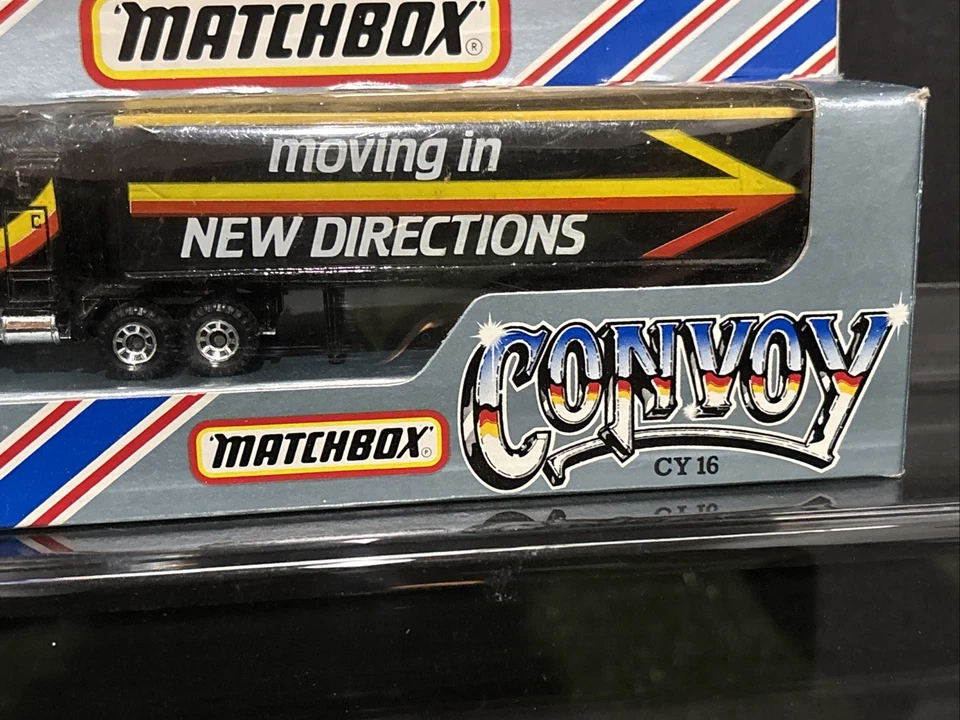 'MATCHBOX' ®
moving in
C
NEW DIRECTIONS
CONVOY
'MATCHBOX' ®
CY 16